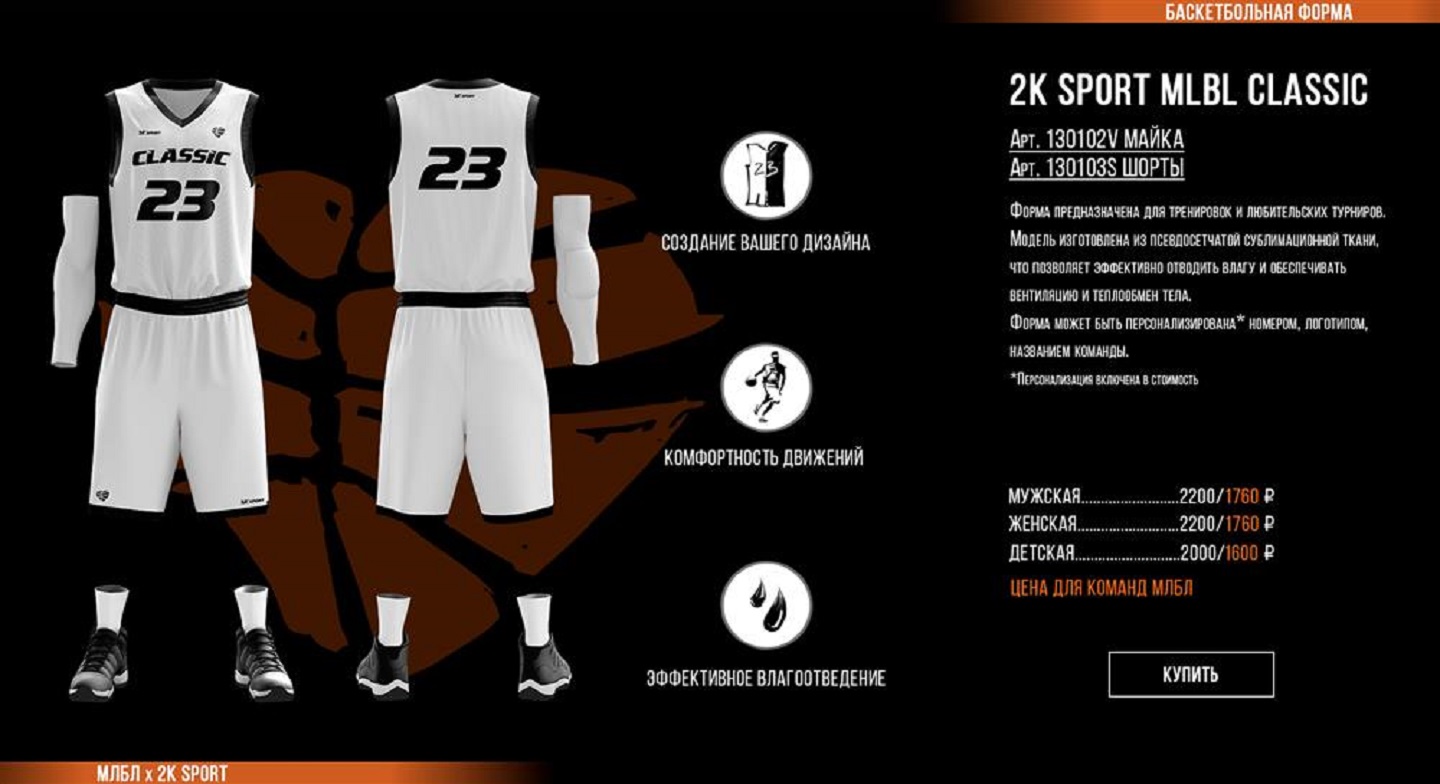 БАСКЕТБОЛЬНАЯ ФОРМА
2K SPORT MLBL CLASSIC
Арт. 130102V МАЙКА
Арт. 130103S ШОРТЫ
Форма предназначена для тренировок и любительских турниров.
Модель изготовлена из псевдосетчатой сублимационной ткани,
что позволяет эффективно отводить влагу и обеспечивать
вентиляцию и теплообмен тела.
Форма может быть персонализирована* номером, логотипом,
названием команды.
*Персонализация включена в стоимость
МУЖСКАЯ............................2200/1760 ₽
ЖЕНСКАЯ.............................2200/1760 ₽
ДЕТСКАЯ..............................2000/1600 ₽
ЦЕНА ДЛЯ КОМАНД МЛБЛ
КУПИТЬ
CLASSIC
23
23
23
СОЗДАНИЕ ВАШЕГО ДИЗАЙНА
КОМФОРТНОСТЬ ДВИЖЕНИЙ
ЭФФЕКТИВНОЕ ВЛАГООТВЕДЕНИЕ
МЛБЛ x 2K SPORT